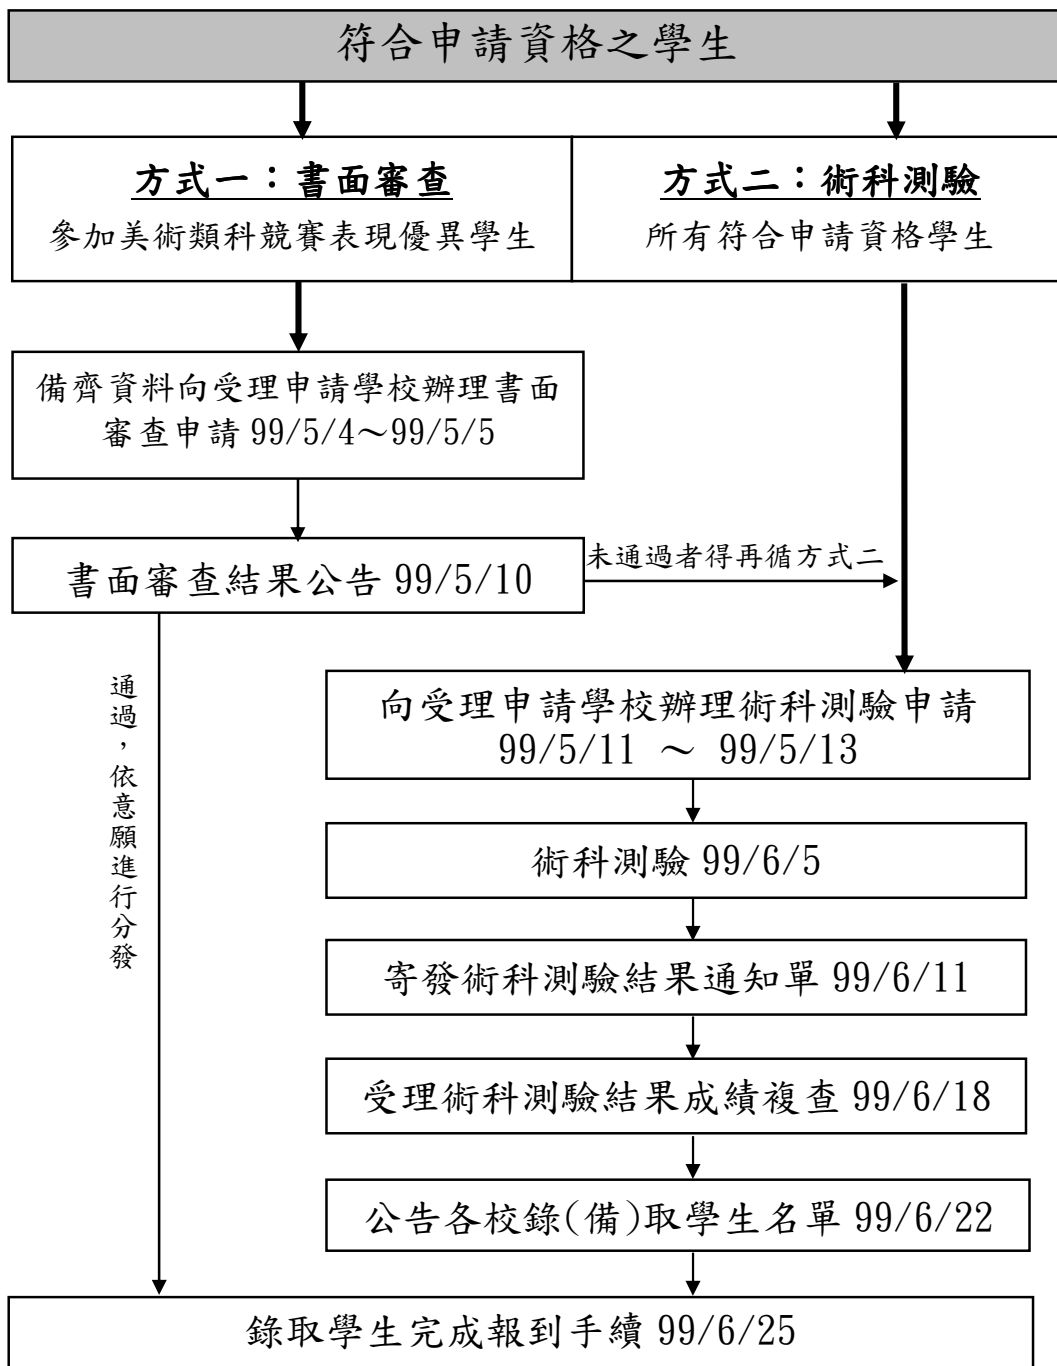 符合申請資格之學生
方式一：書面審查
參加美術類科競賽表現優異學生
方式二：術科測驗
所有符合申請資格學生
備齊資料向受理申請學校辦理書面
審查申請 99/5/4～99/5/5
書面審查結果公告 99/5/10
未通過者得再循方式二
通過，依意願進行分發
向受理申請學校辦理術科測驗申請
99/5/11 ～ 99/5/13
術科測驗 99/6/5
寄發術科測驗結果通知單 99/6/11
受理術科測驗結果成績複查 99/6/18
公告各校錄(備)取學生名單 99/6/22
錄取學生完成報到手續 99/6/25